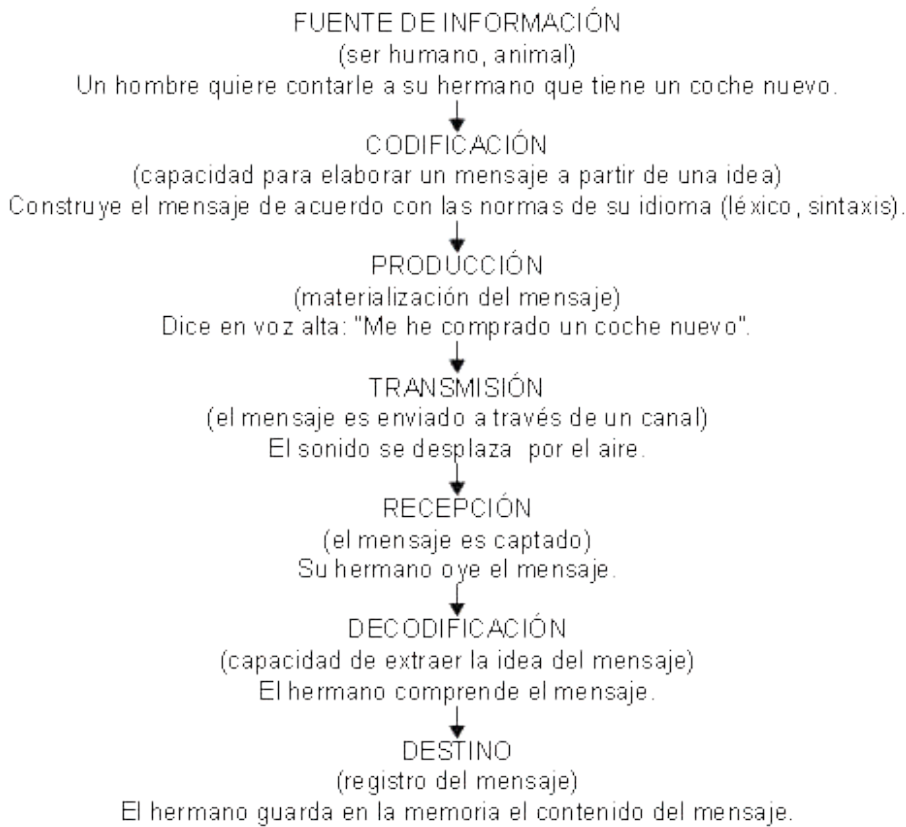 FUENTE DE INFORMACIÓN
(ser humano, animal)
Un hombre quiere contarle a su hermano que tiene un coche nuevo.
CODIFICACIÓN
(capacidad para elaborar un mensaje a partir de una idea)
Construye el mensaje de acuerdo con las normas de su idioma (léxico, sintaxis).
PRODUCCIÓN
(materialización del mensaje)
Dice en voz alta: "Me he comprado un coche nuevo".
TRANSMISIÓN
(el mensaje es enviado a través de un canal)
El sonido se desplaza por el aire.
RECEPCIÓN
(el mensaje es captado)
Su hermano oye el mensaje.
DECODIFICACIÓN
(capacidad de extraer la idea del mensaje)
El hermano comprende el mensaje.
DESTINO
(registro del mensaje)
El hermano guarda en la memoria el contenido del mensaje.